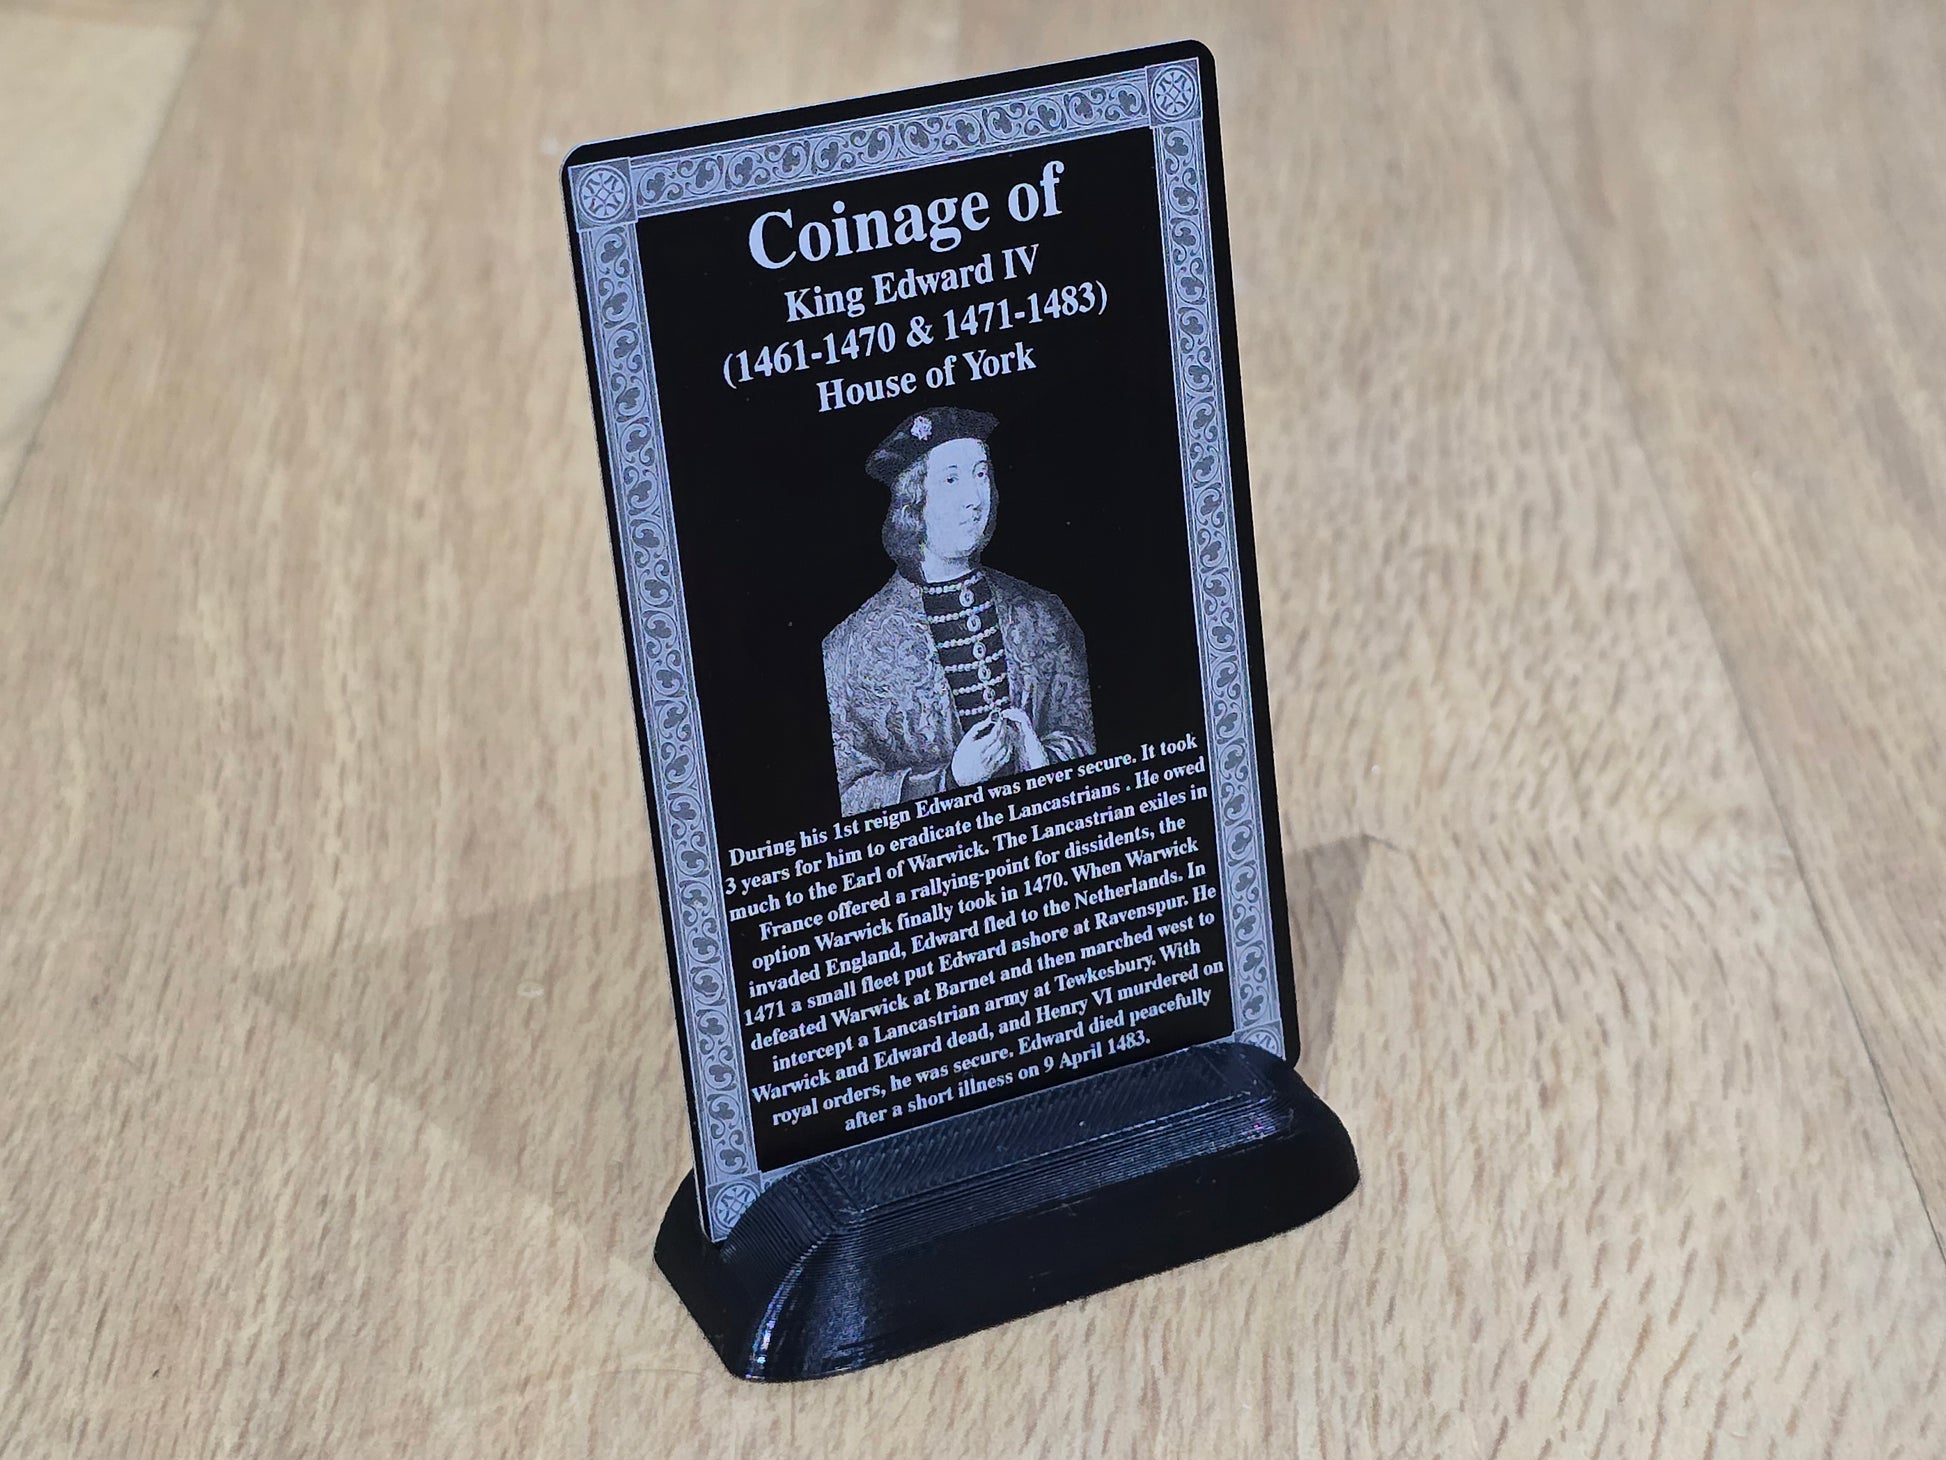 Coinage of
King Edward IV
(1461-1470 & 1471-1483)
House of York
During his 1st reign Edward was never secure. It took
3 years for him to eradicate the Lancastrians . He owed
much to the Earl of Warwick. The Lancastrian exiles in
France offered a rallying-point for dissidents, the
option Warwick finally took in 1470. When Warwick
invaded England, Edward fled to the Netherlands. In
1471 a small fleet put Edward ashore at Ravenspur. He
defeated Warwick at Barnet and then marched west to
intercept a Lancastrian army at Tewkesbury. With
Warwick and Edward dead, and Henry VI murdered on
royal orders, he was secure. Edward died peacefully
after a short illness on 9 April 1483.